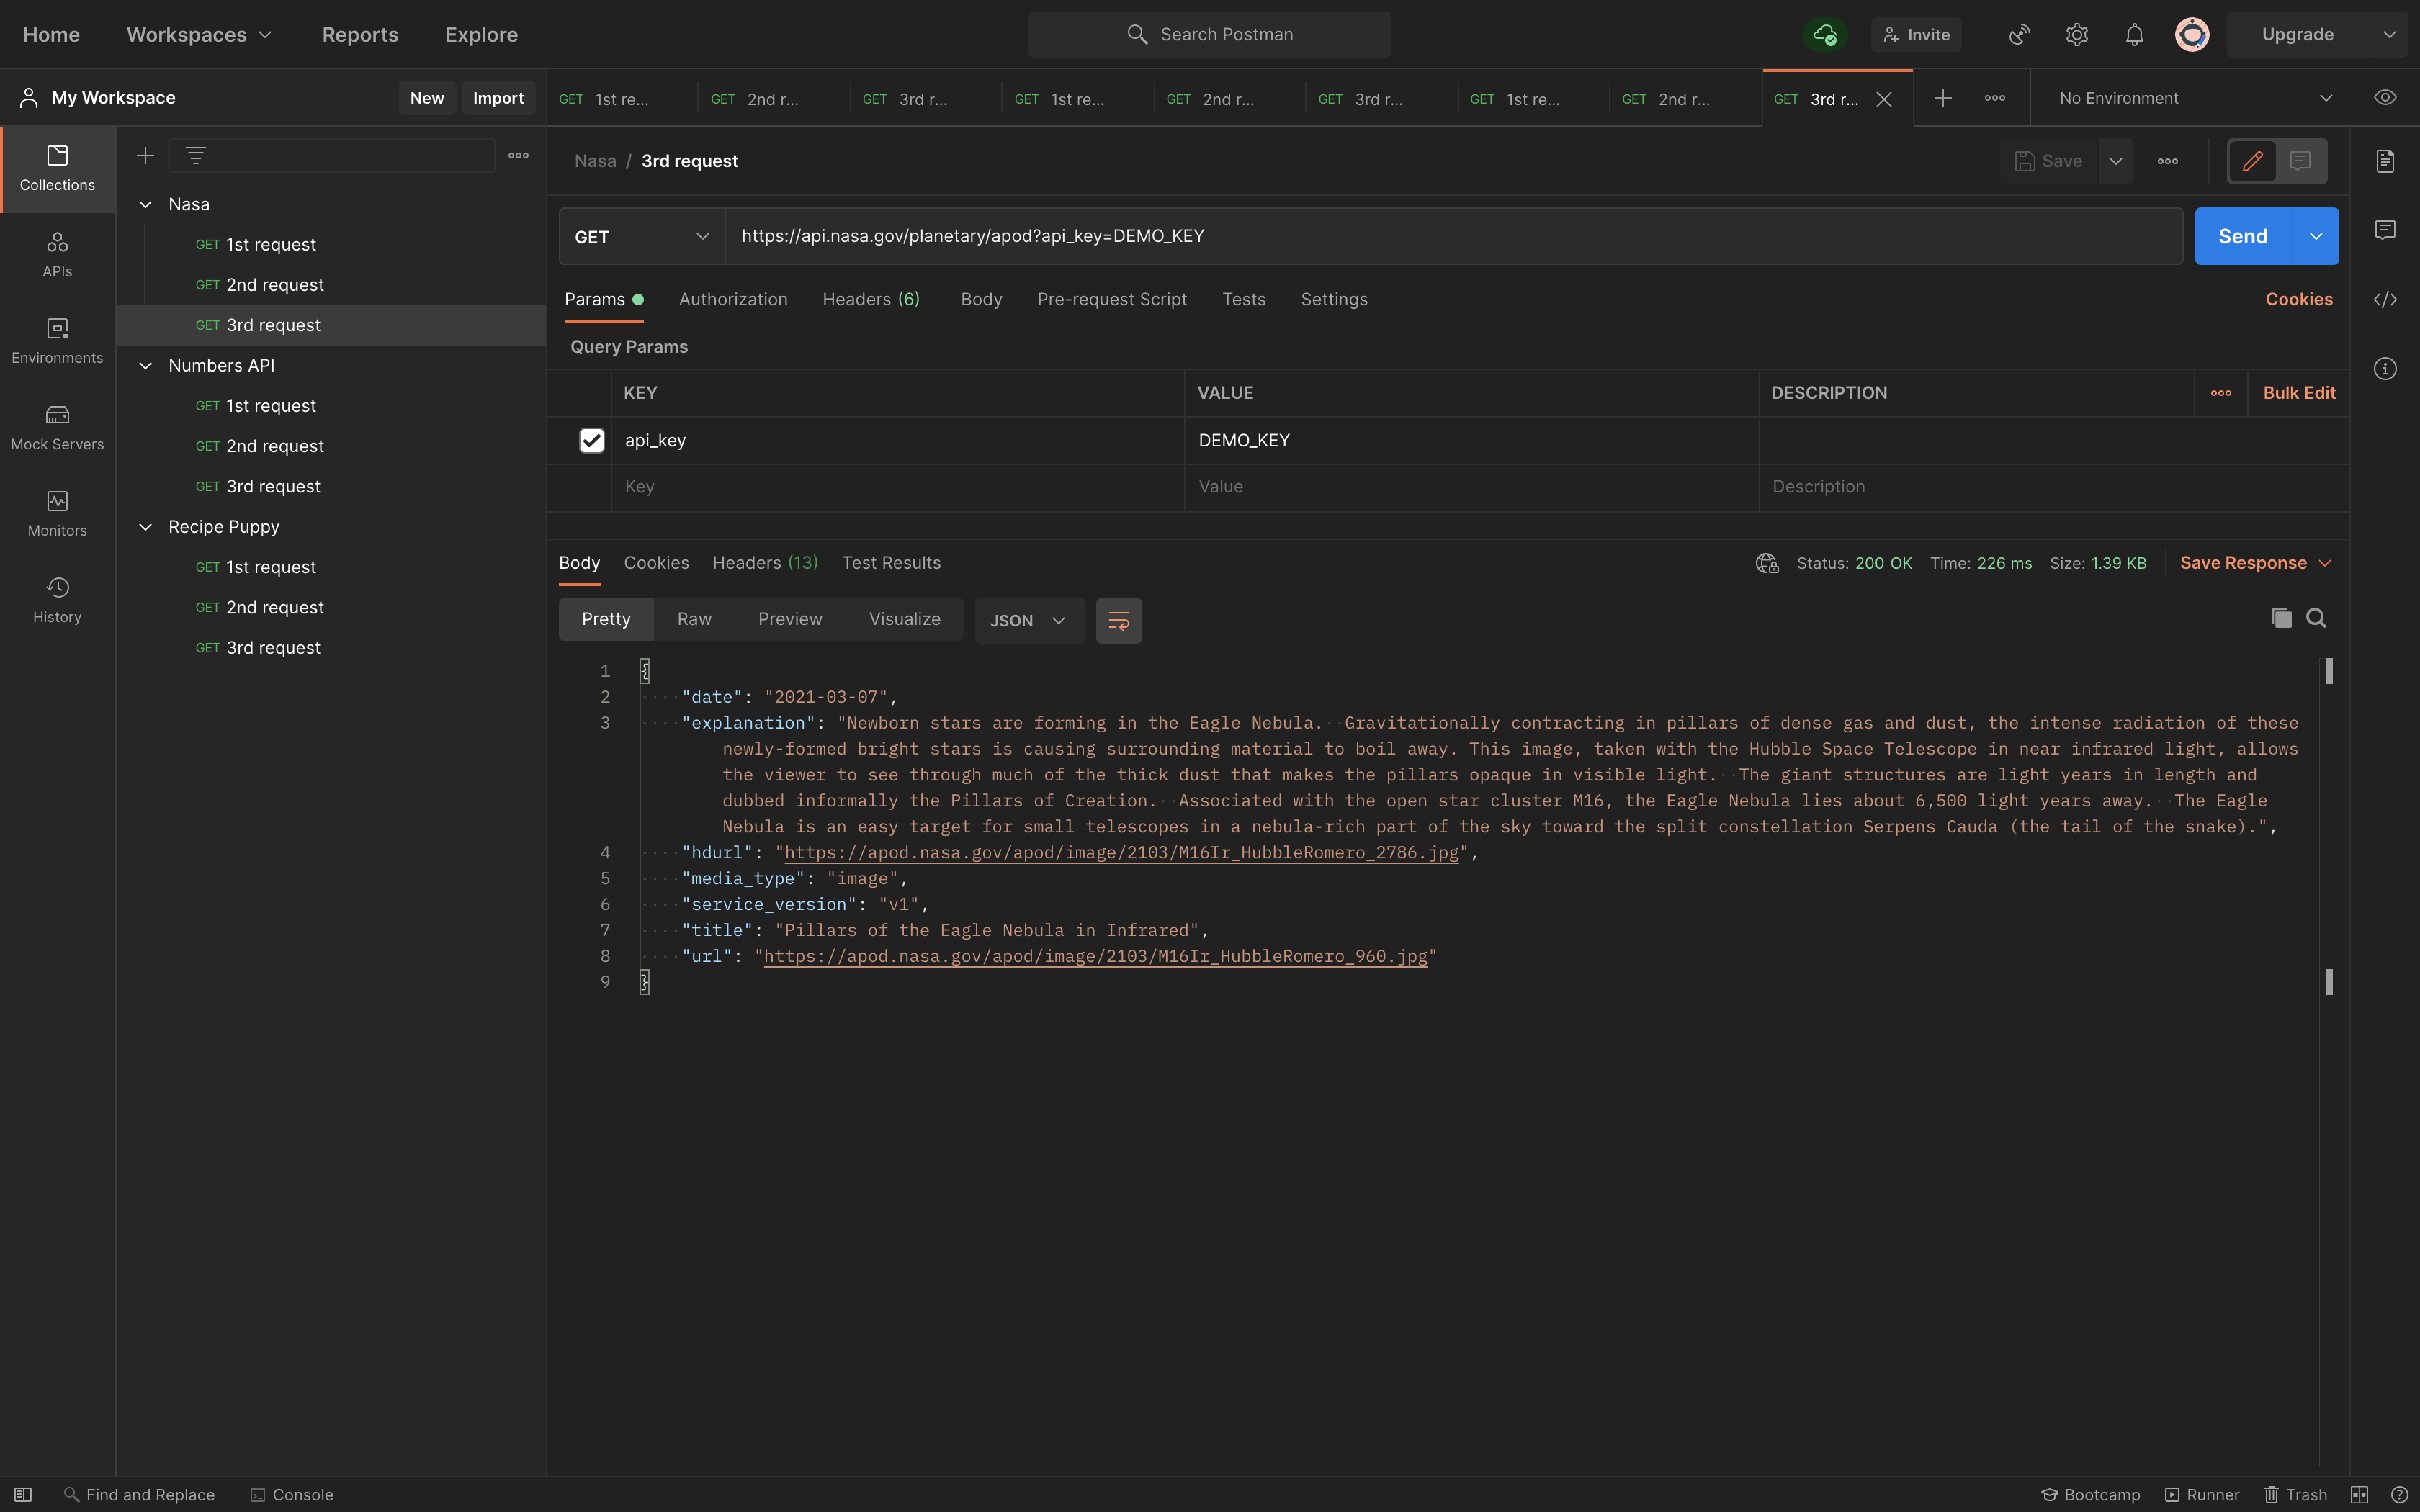 Home Workspaces Reports Explore Search Postman Invite Upgrade
My Workspace New Import
GET 1st re... GET 2nd r... GET 3rd r... GET 1st re... GET 2nd r... GET 3rd r... GET 1st re... GET 2nd r... GET 3rd r... No Environment
Collections
APIs
Environments
Mock Servers
Monitors
History
Nasa
GET 1st request
GET 2nd request
GET 3rd request
Numbers API
GET 1st request
GET 2nd request
GET 3rd request
Recipe Puppy
GET 1st request
GET 2nd request
GET 3rd request
Nasa / 3rd request Save
GET https://api.nasa.gov/planetary/apod?api_key=DEMO_KEY Send
Params Authorization Headers (6) Body Pre-request Script Tests Settings Cookies
Query Params
KEY VALUE DESCRIPTION Bulk Edit
api_key DEMO_KEY
Key Value Description
Body Cookies Headers (13) Test Results Status: 200 OK Time: 226 ms Size: 1.39 KB Save Response
Pretty Raw Preview Visualize JSON
1 {
2 "date": "2021-03-07",
3 "explanation": "Newborn stars are forming in the Eagle Nebula.  Gravitationally contracting in pillars of dense gas and dust, the intense radiation of these
newly-formed bright stars is causing surrounding material to boil away. This image, taken with the Hubble Space Telescope in near infrared light, allows
the viewer to see through much of the thick dust that makes the pillars opaque in visible light.  The giant structures are light years in length and
dubbed informally the Pillars of Creation.  Associated with the open star cluster M16, the Eagle Nebula lies about 6,500 light years away.  The Eagle
Nebula is an easy target for small telescopes in a nebula-rich part of the sky toward the split constellation Serpens Cauda (the tail of the snake).",
4 "hdurl": "https://apod.nasa.gov/apod/image/2103/M16Ir_HubbleRomero_2786.jpg",
5 "media_type": "image",
6 "service_version": "v1",
7 "title": "Pillars of the Eagle Nebula in Infrared",
8 "url": "https://apod.nasa.gov/apod/image/2103/M16Ir_HubbleRomero_960.jpg"
9 }
Find and Replace Console Bootcamp Runner Trash